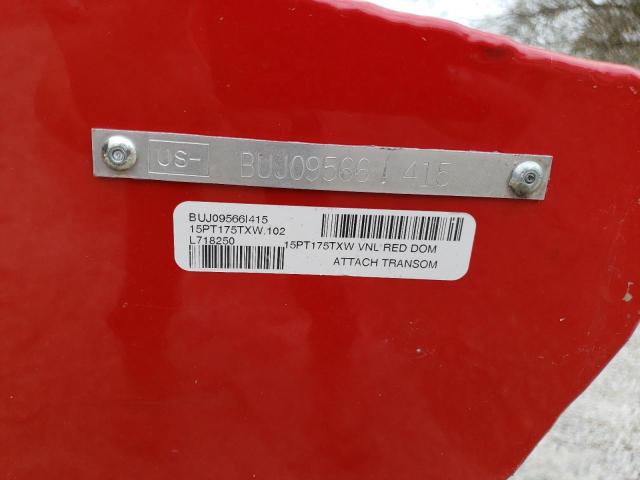 US- BUJ09566I415
BUJ09566I415
15PT175TXW.102
L718250
15PT175TXW VNL RED DOM
ATTACH TRANSOM